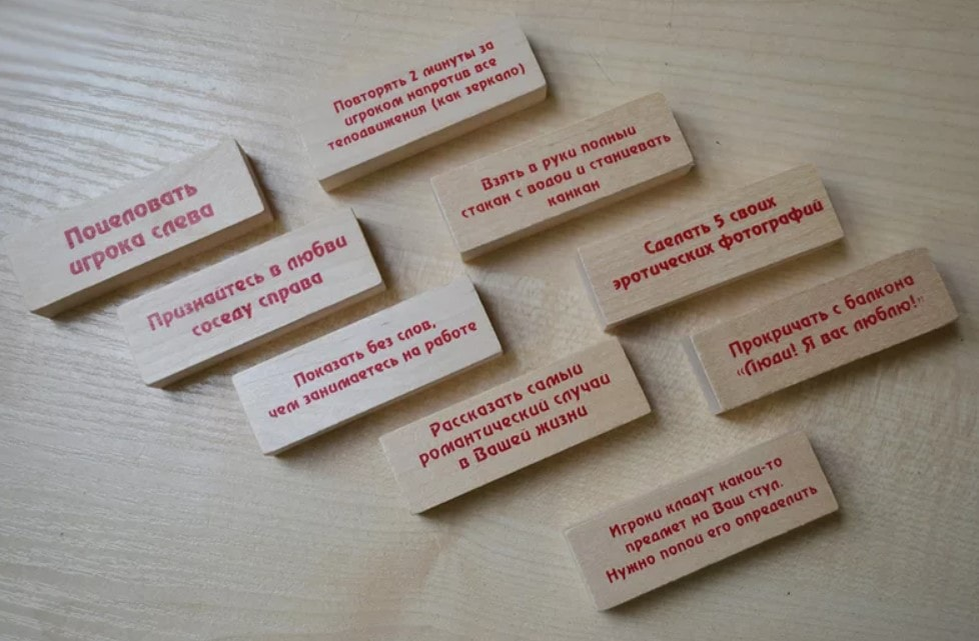 Повторять 2 минуты за
игроком напротив все
телодвижения (как зеркало)
Взять в руки полный
стакан с водой и станцевать
канкан
Поцеловать
игрока слева
Сделать 5 своих
эротических фотографий
Признайтесь в любви
соседу справа
Прокричать с балкона
«Люди! Я вас люблю!»
Показать без слов,
чем занимаетесь на работе
Рассказать самый
романтический случай
в Вашей жизни
Игроки кладут какой-то
предмет на Ваш стул.
Нужно попой его определить